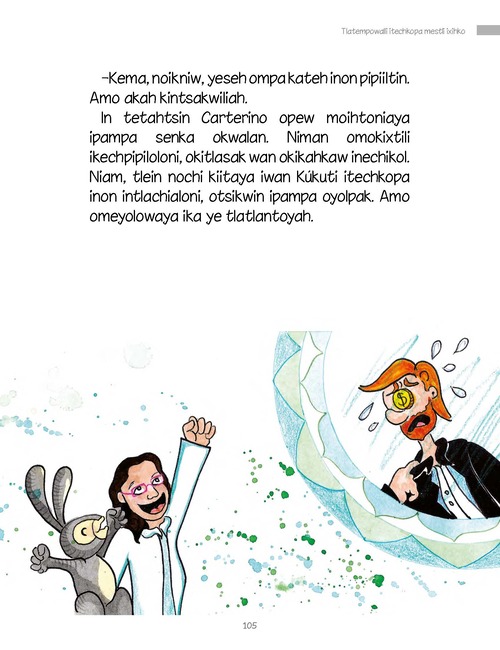 Tlatempowalli itechkopa mestli ixihko
–Kema, noikniw, yeseh ompa kateh inon pipiiltin.
Amo akah kintsakwiliah.
In tetahtsin Carterino opew moihtoniaya
ipampa senka okwalan. Niman omokixtili
ikechpipiloloni, okitlasak wan okikahkaw inechikol.
Niam, tlein nochi kiitaya iwan Kúkuti itechkopa
inon intlachialoni, otsikwin ipampa oyolpak. Amo
omeyolowaya ika ye tlatlantoyah.
$
105